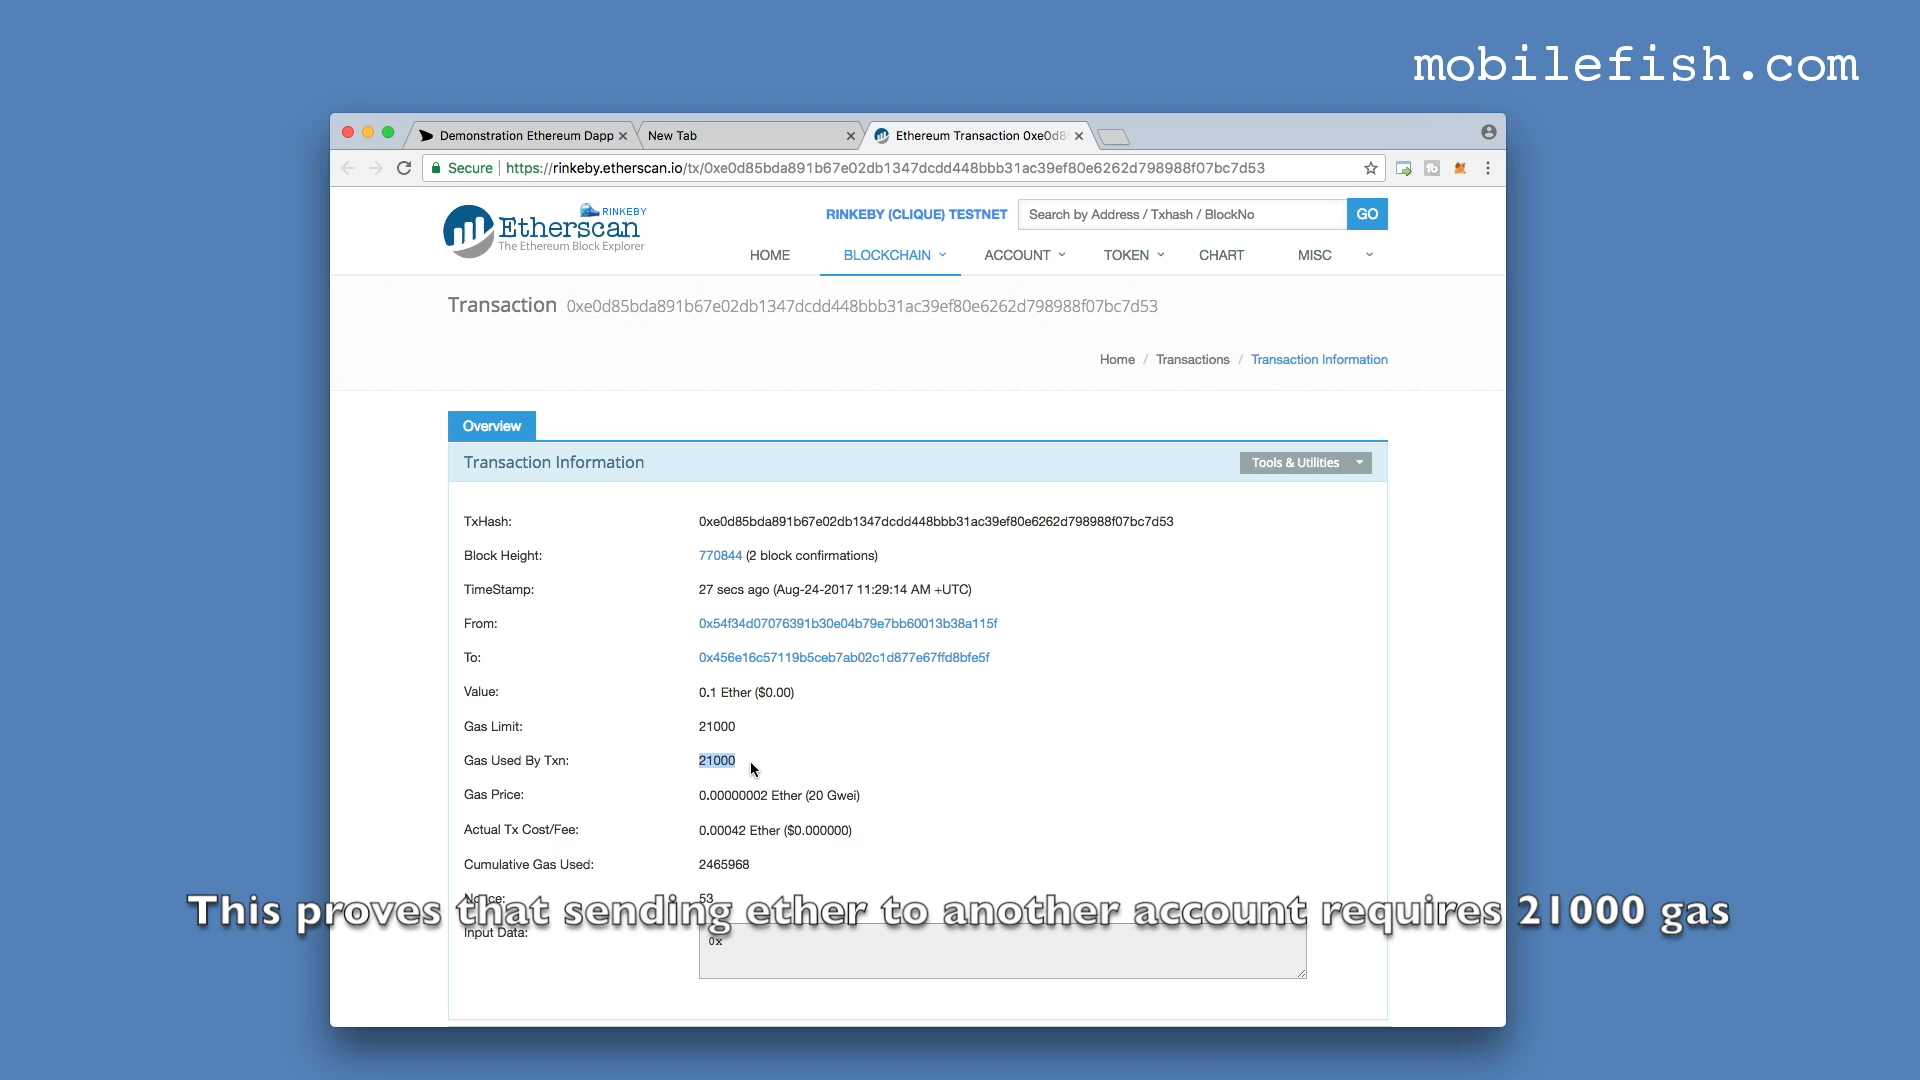 mobilefish.com
Demonstration Ethereum Dapp
New Tab
Ethereum Transaction 0xe0d8
Secure
https://rinkeby.etherscan.io/tx/0xe0d85bda891b67e02db1347dcdd448bbb31ac39ef80e6262d798988f07bc7d53
RINKEBY
Etherscan
The Ethereum Block Explorer
RINKEBY (CLIQUE) TESTNET
Search by Address / Txhash / BlockNo
GO
HOME
BLOCKCHAIN
ACCOUNT
TOKEN
CHART
MISC
Transaction 0xe0d85bda891b67e02db1347dcdd448bbb31ac39ef80e6262d798988f07bc7d53
Home / Transactions / Transaction Information
Overview
Transaction Information
Tools & Utilities
TxHash: 0xe0d85bda891b67e02db1347dcdd448bbb31ac39ef80e6262d798988f07bc7d53
Block Height: 770844 (2 block confirmations)
TimeStamp: 27 secs ago (Aug-24-2017 11:29:14 AM +UTC)
From: 0x54f34d07076391b30e04b79e7bb60013b38a115f
To: 0x456e16c57119b5ceb7ab02c1d877e67ffd8bfe5f
Value: 0.1 Ether ($0.00)
Gas Limit: 21000
Gas Used By Txn: 21000
Gas Price: 0.00000002 Ether (20 Gwei)
Actual Tx Cost/Fee: 0.00042 Ether ($0.000000)
Cumulative Gas Used: 2465968
Nonce: 53
This proves that sending ether to another account requires 21000 gas
Input Data: 0x